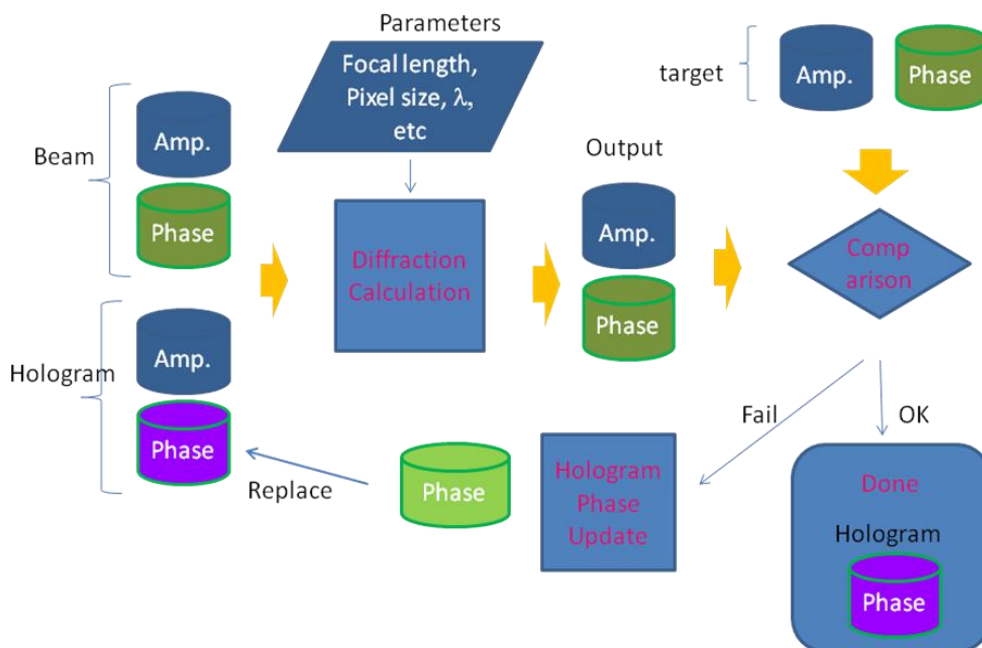 Parameters
Focal length,
Pixel size, λ,
etc
target
Amp.
Phase
Beam
Amp.
Phase
Output
Amp.
Phase
Diffraction
Calculation
Comp
arison
Hologram
Amp.
Phase
Fail
OK
Replace
Phase
Hologram
Phase
Update
Done
Hologram
Phase